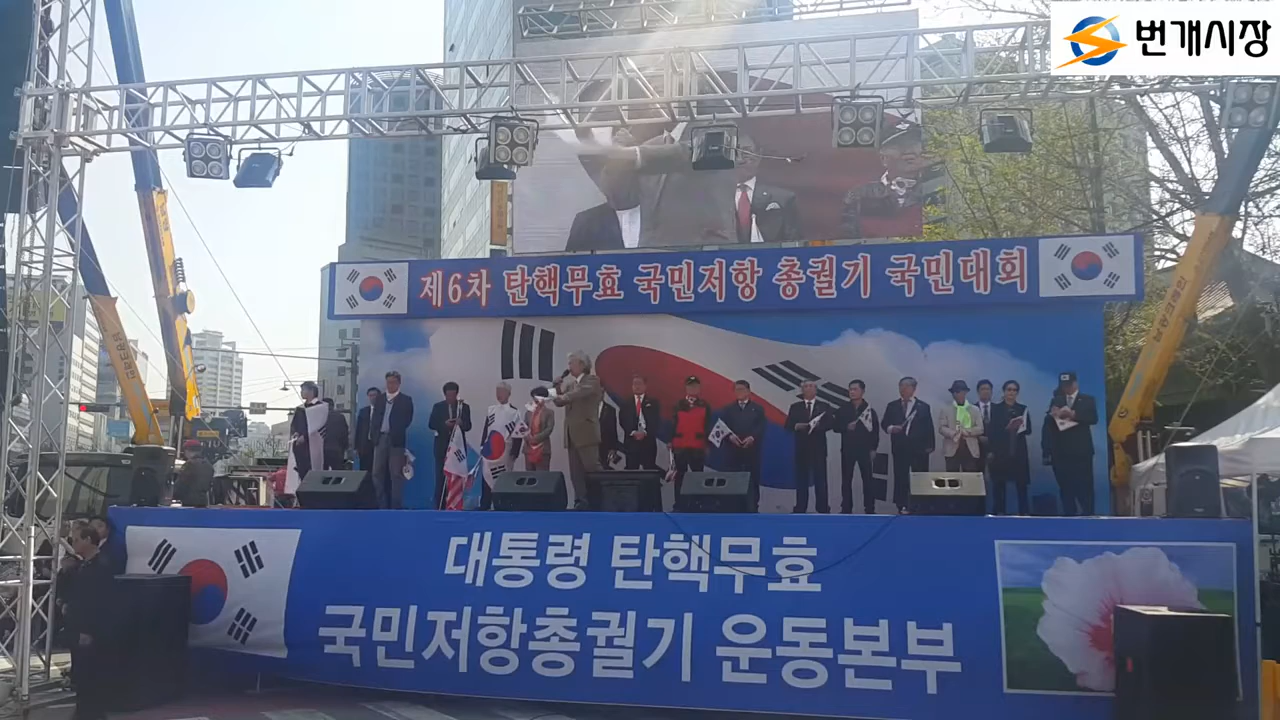 번개시장
제6차 탄핵무효 국민저항 총궐기 국민대회
대통령 탄핵무효
국민저항총궐기 운동본부